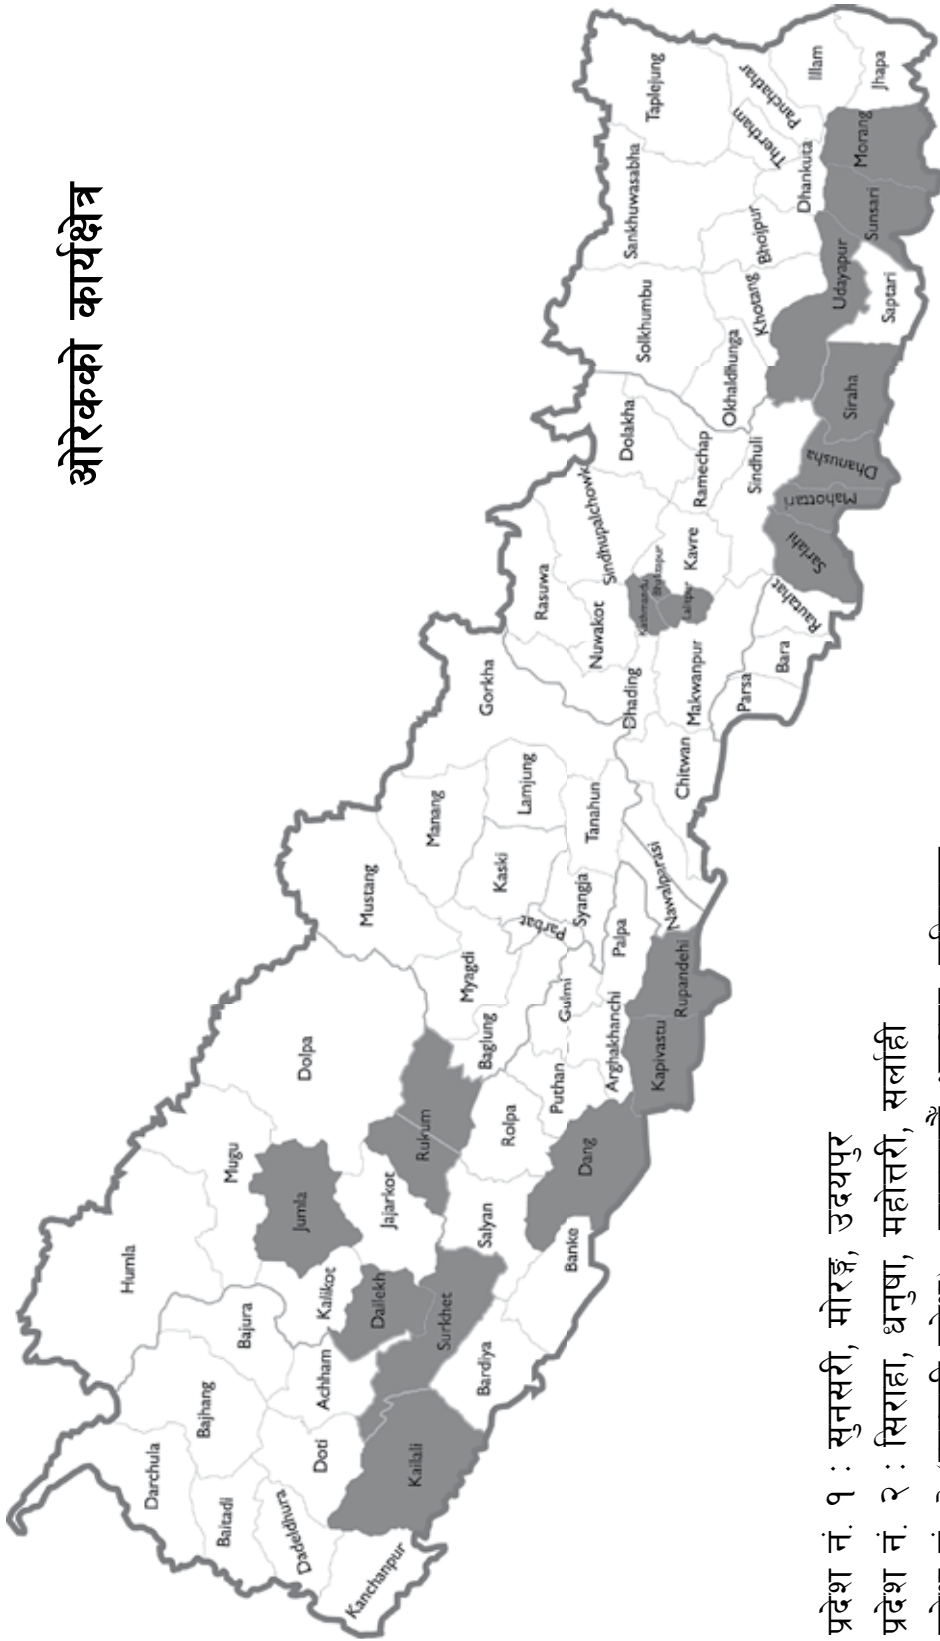 ओरेकको कार्यक्षेत्र
Darchula
Humla
Bajhang
Baitadi
Bajura
Mugu
Dadeldhura
Doti
Achham
Kalikot
Jumla
Dolpa
Kanchanpur
Kailali
Dailekh
Jajarkot
Rukum
Surkhet
Bardiya
Salyan
Rolpa
Banke
Dang
Puthan
Baglung
Myagdi
Mustang
Manang
Gulmi
Parbat
Kaski
Lamjung
Gorkha
Arghakhanchi
Palpa
Syangja
Tanahun
Kapivastu
Rupandehi
Nawalparasi
Chitwan
Dhading
Nuwakot
Rasuwa
Sindhupalchowk
Kathmandu
Bhaktapur
Lalitpur
Kavre
Makwanpur
Parsa
Bara
Rautahat
Dolakha
Ramechap
Sindhuli
Sarlahi
Mahottari
Dhanusha
Siraha
Solkhumbu
Okhaldhunga
Khotang
Udayapur
Saptari
Sankhuwasabha
Bhojpur
Dhankuta
Sunsari
Morang
Taplejung
Thertham
Panchathar
Illam
Jhapa
प्रदेश नं. १ : सुनसरी, मोरङ्ग, उदयपुर
प्रदेश नं. २ : सिराहा, धनुषा, महोत्तरी, सर्लाही